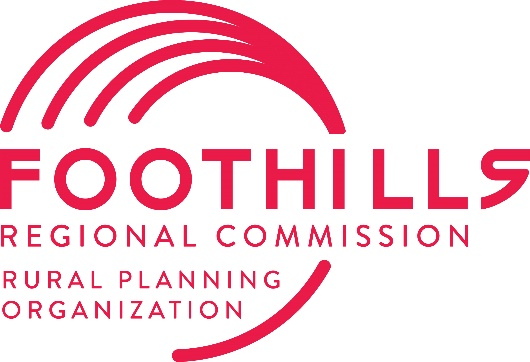 FOOTHILLS
REGIONAL COMMISSION
RURAL PLANNING
ORGANIZATION